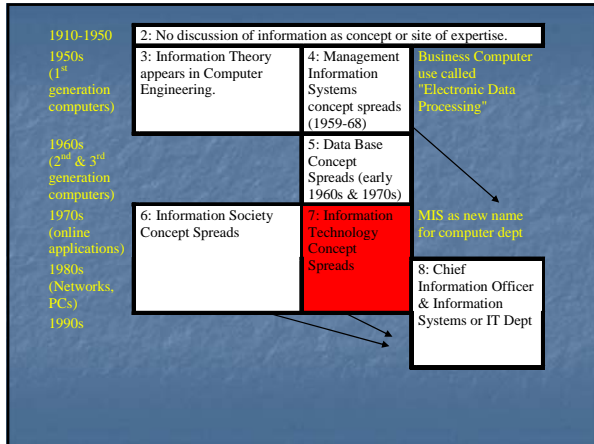 1910-1950
2: No discussion of information as concept or site of expertise.
1950s
(1st
generation
computers)
3: Information Theory
appears in Computer
Engineering.
4: Management
Information
Systems
concept spreads
(1959-68)
Business Computer
use called
"Electronic Data
Processing"
1960s
(2nd & 3rd
generation
computers)
5: Data Base
Concept
Spreads (early
1960s & 1970s)
1970s
(online
applications)
6: Information Society
Concept Spreads
7: Information
Technology
Concept
Spreads
MIS as new name
for computer dept
1980s
(Networks,
PCs)
8: Chief
Information Officer
& Information
Systems or IT Dept
1990s